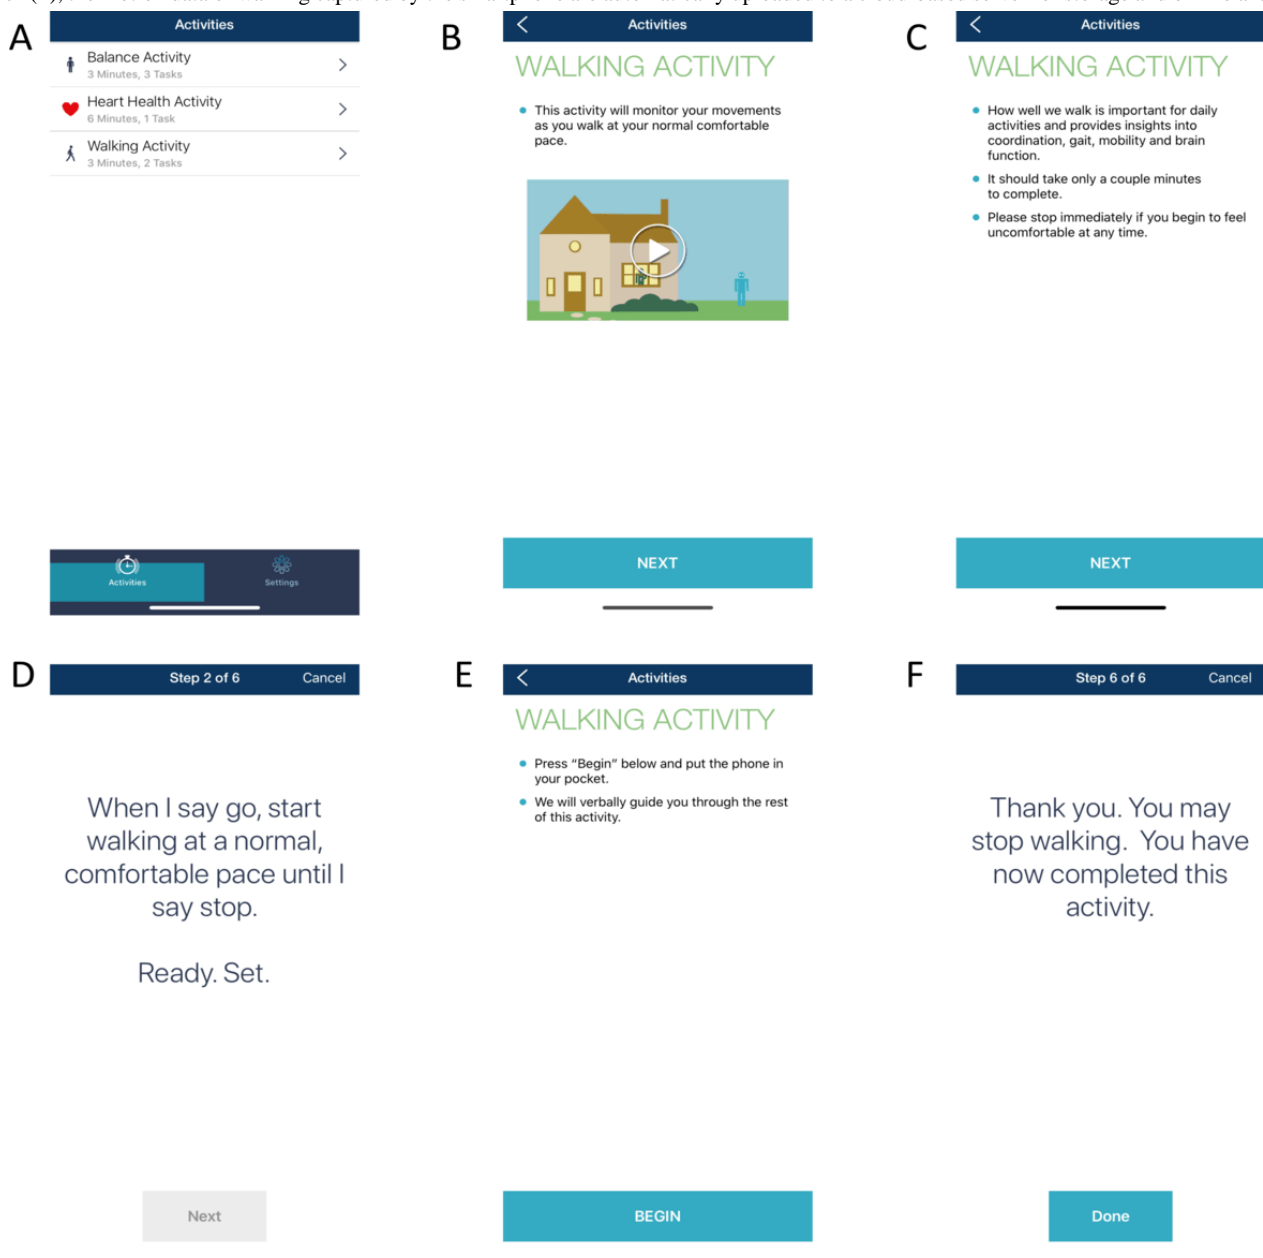 A
Activities
Balance Activity
3 Minutes, 3 Tasks
Heart Health Activity
6 Minutes, 1 Task
Walking Activity
3 Minutes, 2 Tasks
Activities
Settings
B
Activities
WALKING ACTIVITY
• This activity will monitor your movements
as you walk at your normal comfortable
pace.
NEXT
C
Activities
WALKING ACTIVITY
• How well we walk is important for daily
activities and provides insights into
coordination, gait, mobility and brain
function.
• It should take only a couple minutes
to complete.
• Please stop immediately if you begin to feel
uncomfortable at any time.
NEXT
D
Step 2 of 6
Cancel
When I say go, start
walking at a normal,
comfortable pace until I
say stop.
Ready. Set.
Next
E
Activities
WALKING ACTIVITY
• Press “Begin” below and put the phone in
your pocket.
• We will verbally guide you through the rest
of this activity.
BEGIN
F
Step 6 of 6
Cancel
Thank you. You may
stop walking. You have
now completed this
activity.
Done